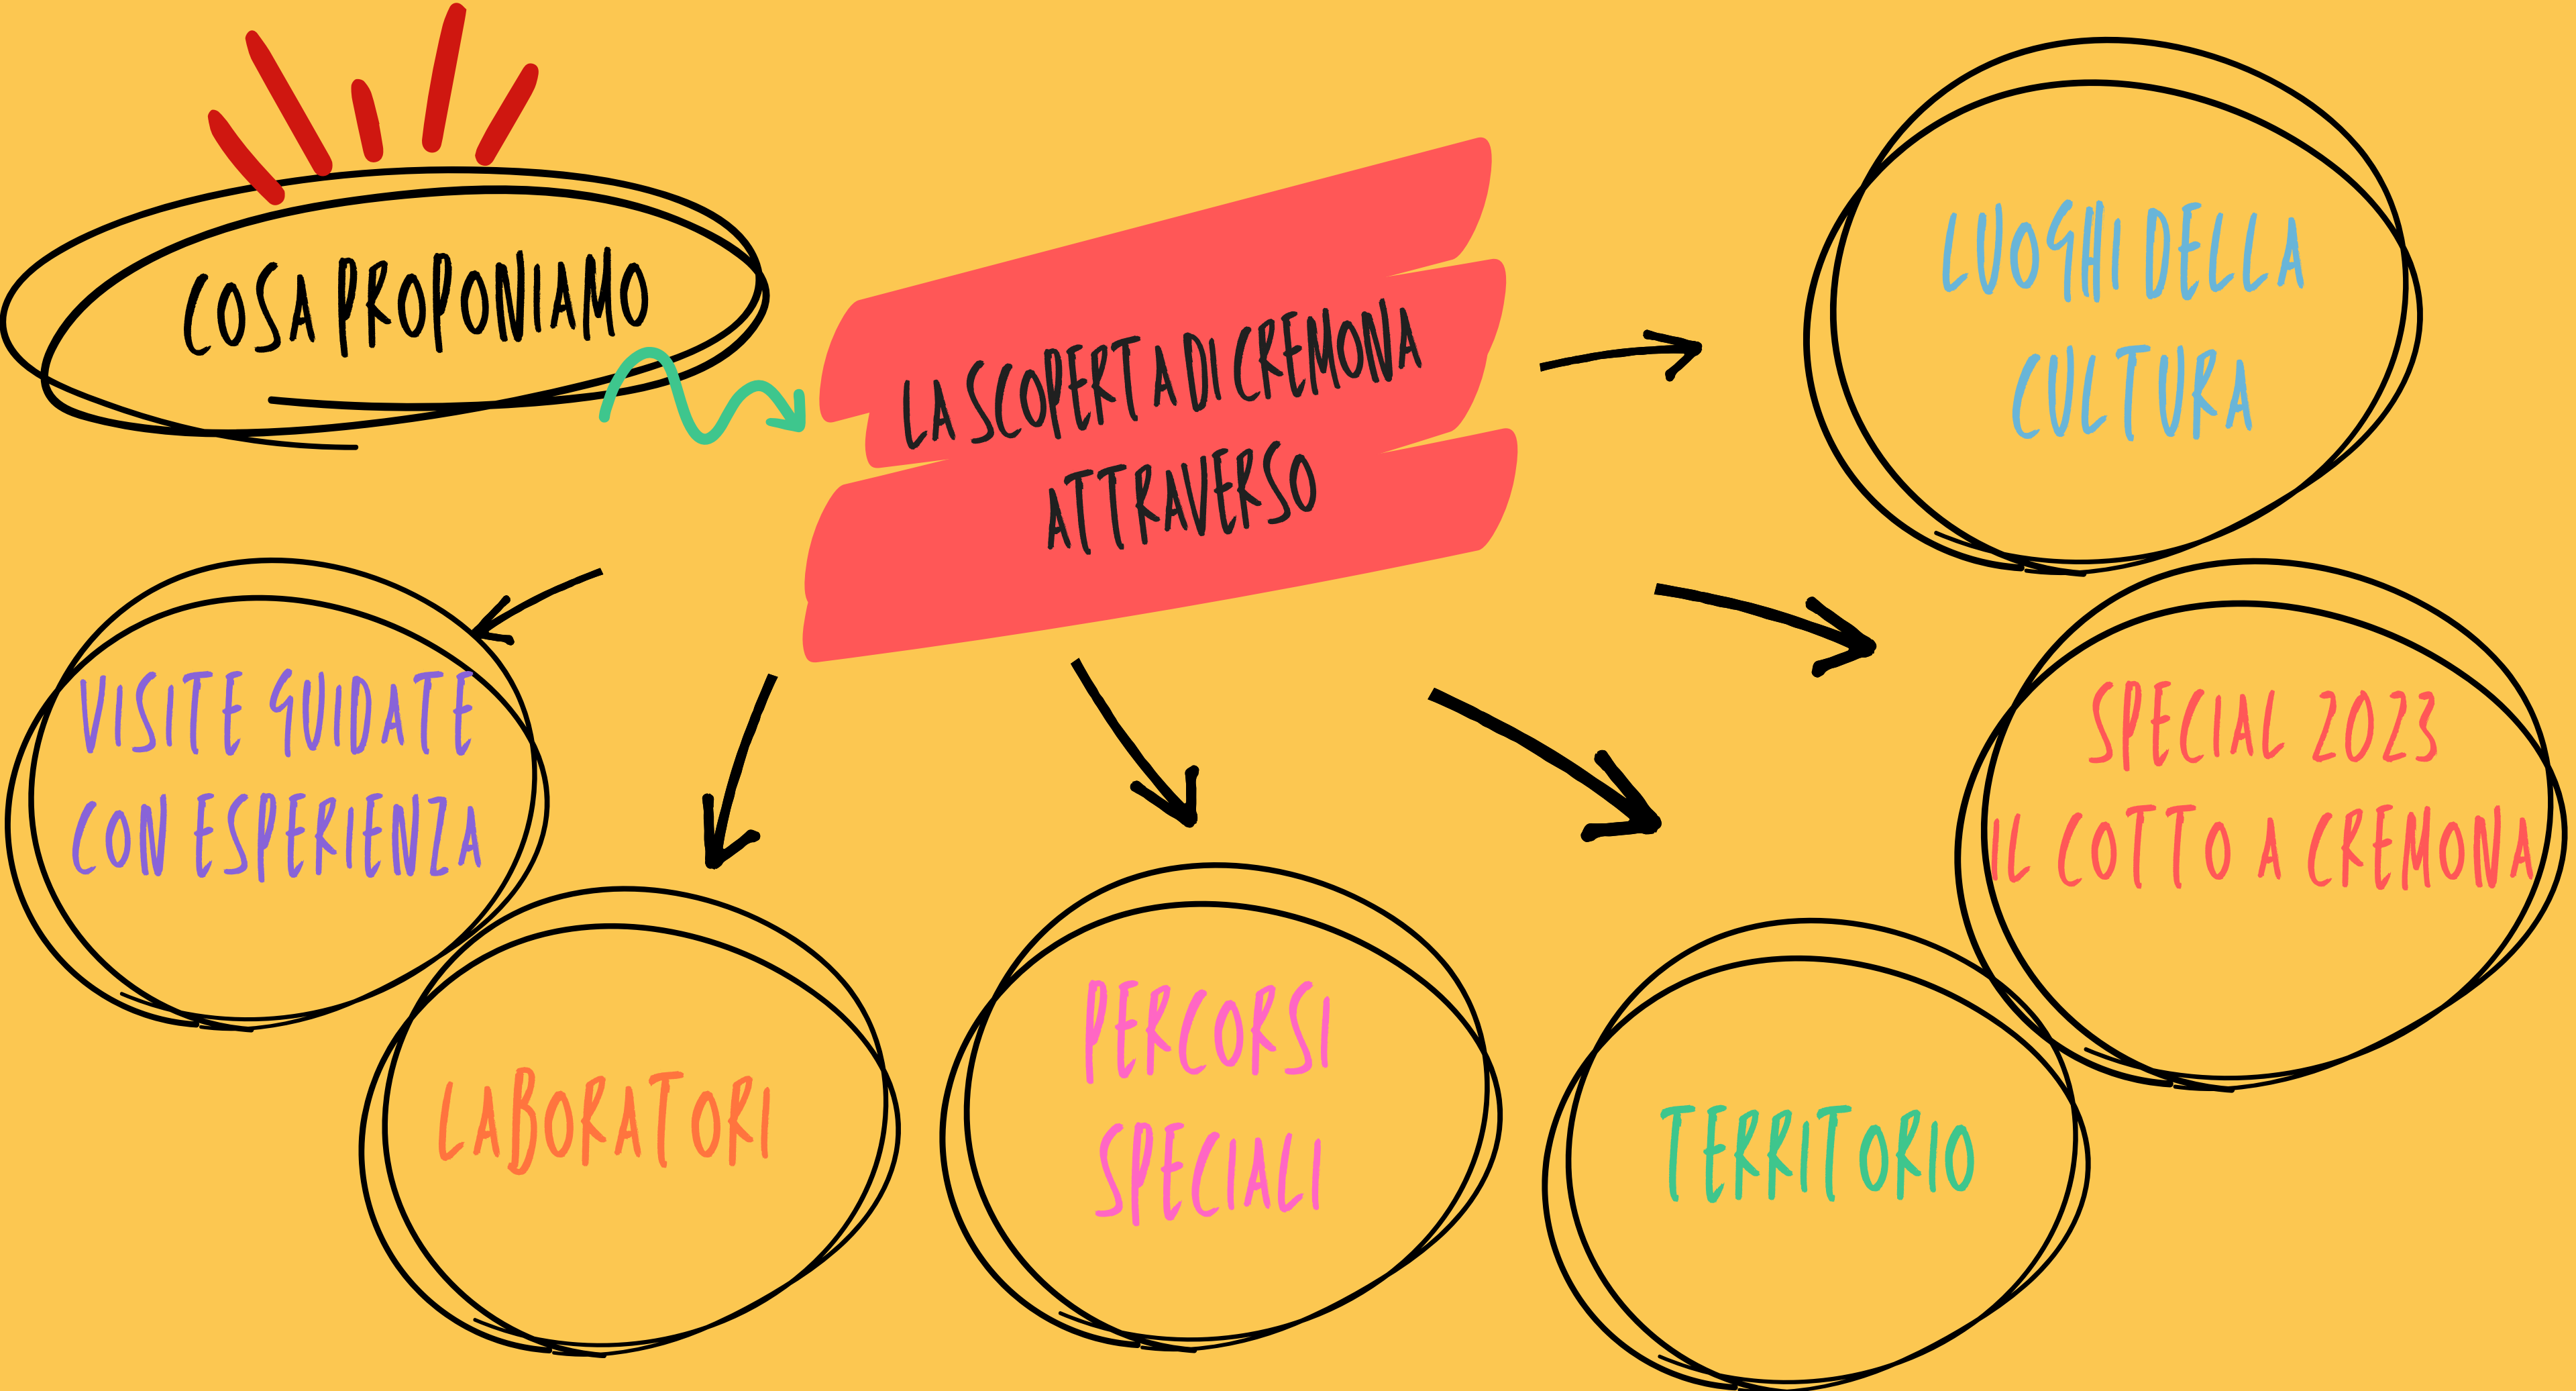 COSA PROPONIAMO
LA SCOPERTA DI CREMONA
ATTRAVERSO
LUOGHI DELLA
CULTURA
VISITE GUIDATE
CON ESPERIENZA
SPECIAL 2023
IL COTTO A CREMONA
LABORATORI
PERCORSI
SPECIALI
TERRITORIO